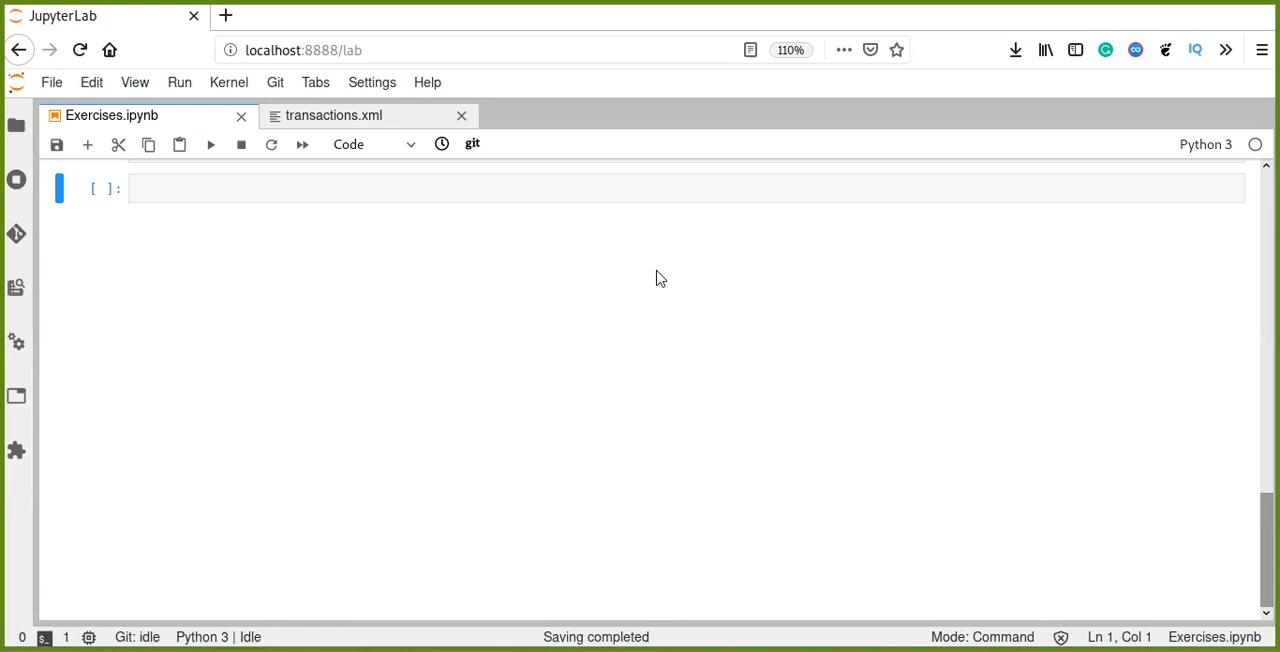 JupyterLab
localhost:8888/lab
110%
IQ
File Edit View Run Kernel Git Tabs Settings Help
Exercises.ipynb
transactions.xml
Code
git
Python 3
[ ]:
0 $_ 1 Git: idle Python 3 | Idle Saving completed Mode: Command Ln 1, Col 1 Exercises.ipynb